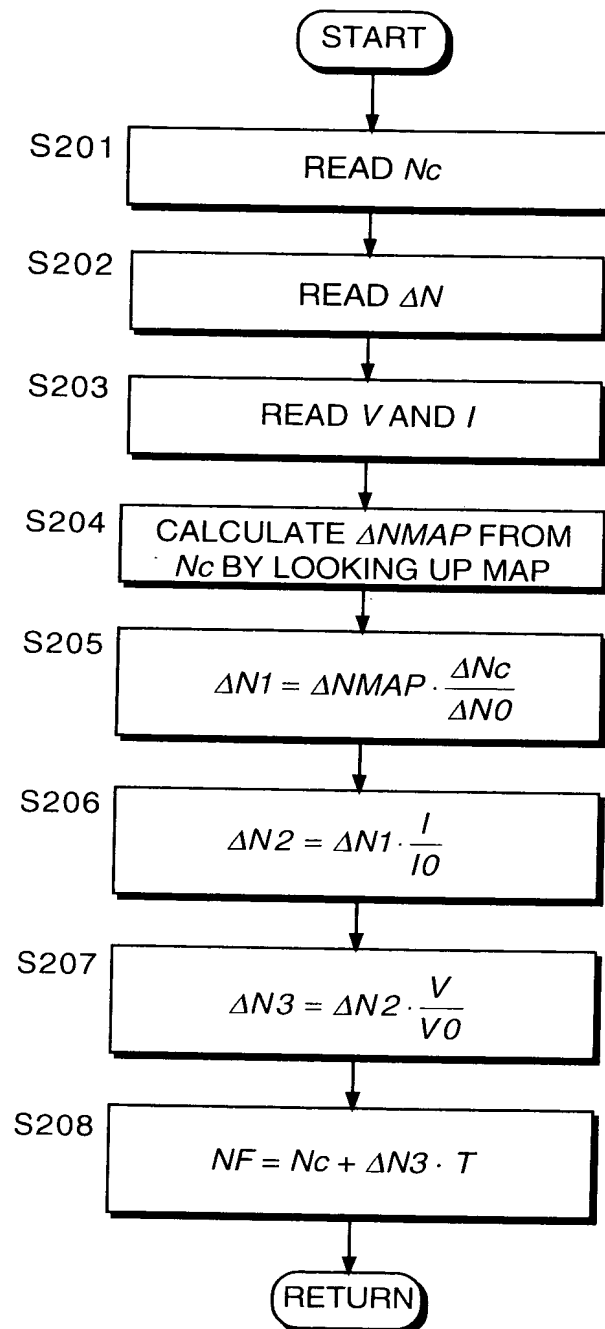 START
S201
READ Nc
S202
READ ΔN
S203
READ V AND I
S204
CALCULATE ΔNMAP FROM
Nc BY LOOKING UP MAP
S205
ΔN1 = ΔNMAP · ΔNc / ΔN0
S206
ΔN2 = ΔN1 · I / I0
S207
ΔN3 = ΔN2 · V / V0
S208
NF = Nc + ΔN3 · T
RETURN